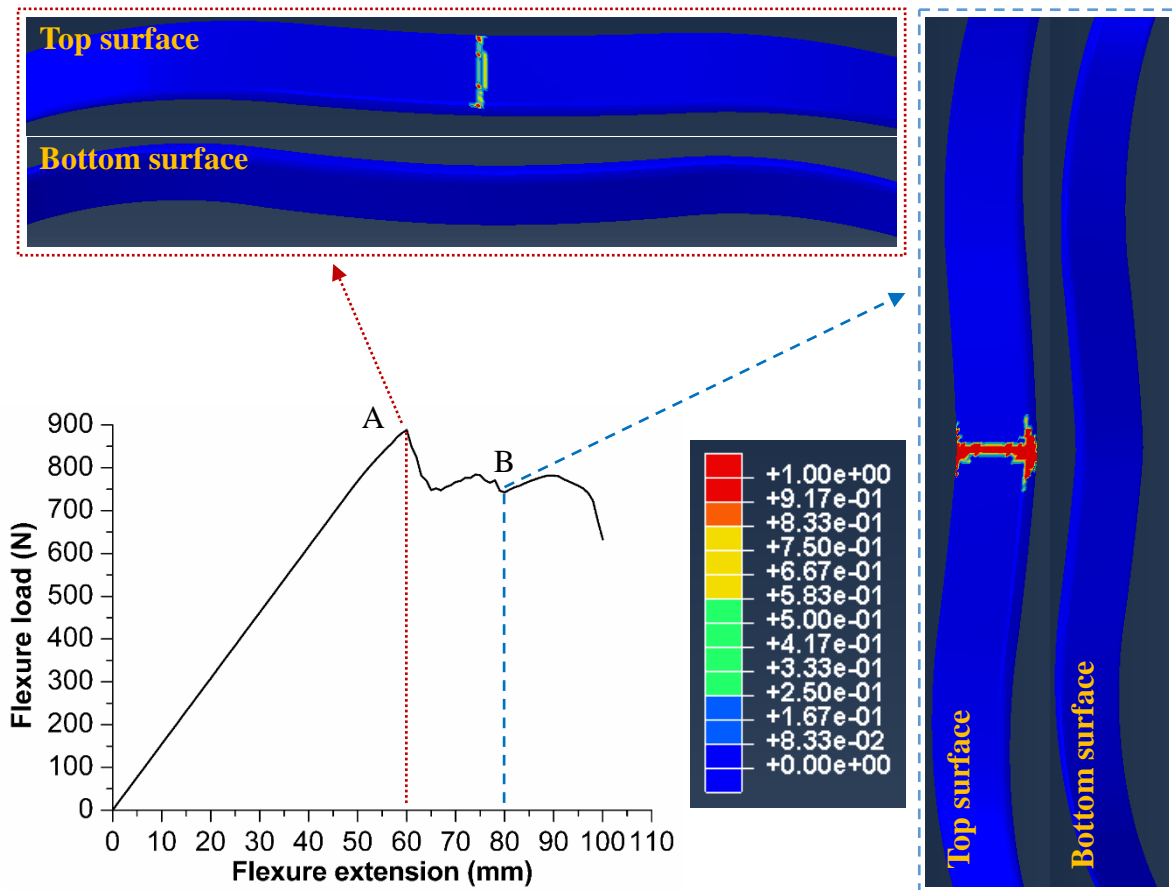 Top surface
Bottom surface
A
B
900
800
700
600
500
400
300
200
100
0
Flexure load (N)
0 10 20 30 40 50 60 70 80 90 100 110
Flexure extension (mm)
+1.00e+00
+9.17e-01
+8.33e-01
+7.50e-01
+6.67e-01
+5.83e-01
+5.00e-01
+4.17e-01
+3.33e-01
+2.50e-01
+1.67e-01
+8.33e-02
+0.00e+00
Top surface
Bottom surface